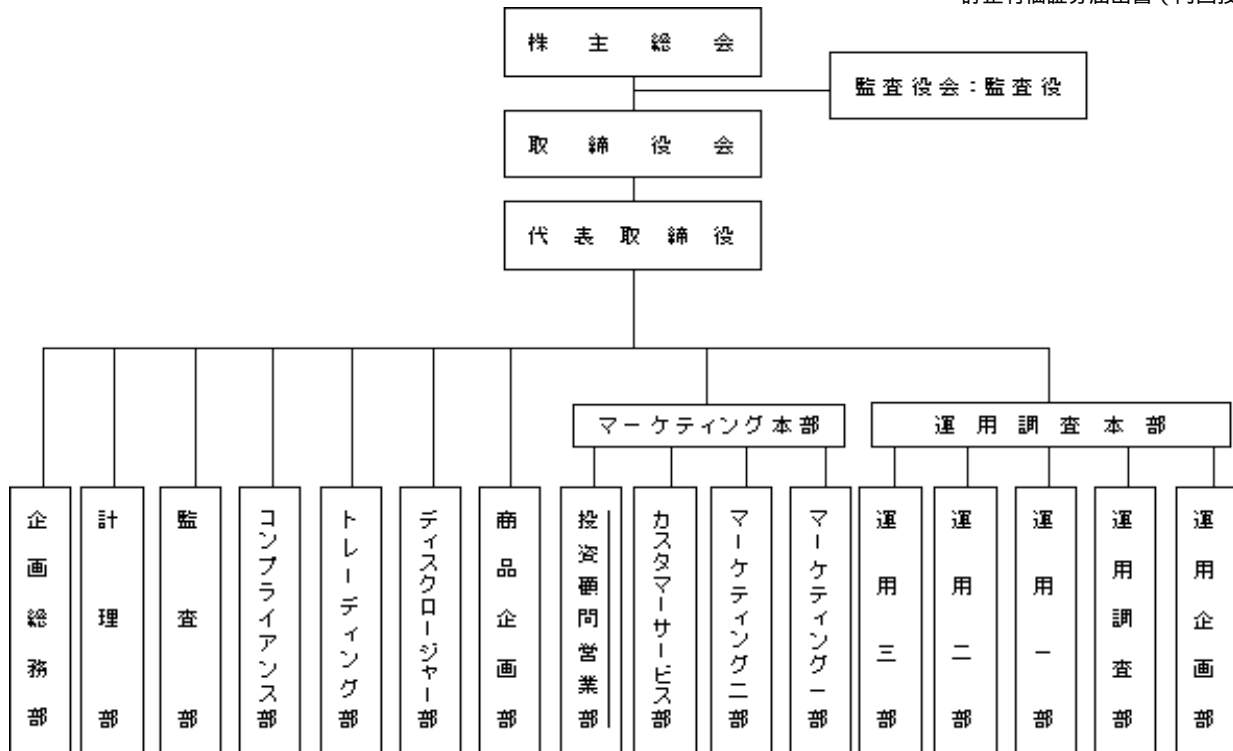 株主総会
監査役会：監査役
取締役会
代表取締役
マーケティング本部
運用調査本部
企画総務部
計理部
監査部
コンプライアンス部
トレーディング部
ディスクロージャー部
商品企画部
投資顧問営業部
カスタマーサービス部
マーケティング二部
マーケティング一部
運用三部
運用二部
運用一部
運用調査部
運用企画部